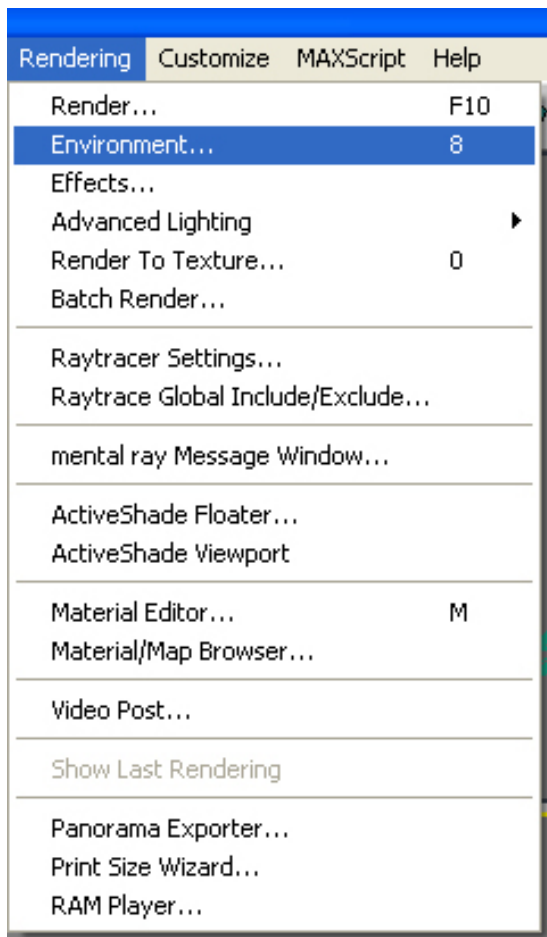 Rendering Customize MAXScript Help
Render... F10
Environment... 8
Effects...
Advanced Lighting
Render To Texture... 0
Batch Render...
Raytracer Settings...
Raytrace Global Include/Exclude...
mental ray Message Window...
ActiveShade Floater...
ActiveShade Viewport
Material Editor... M
Material/Map Browser...
Video Post...
Show Last Rendering
Panorama Exporter...
Print Size Wizard...
RAM Player...